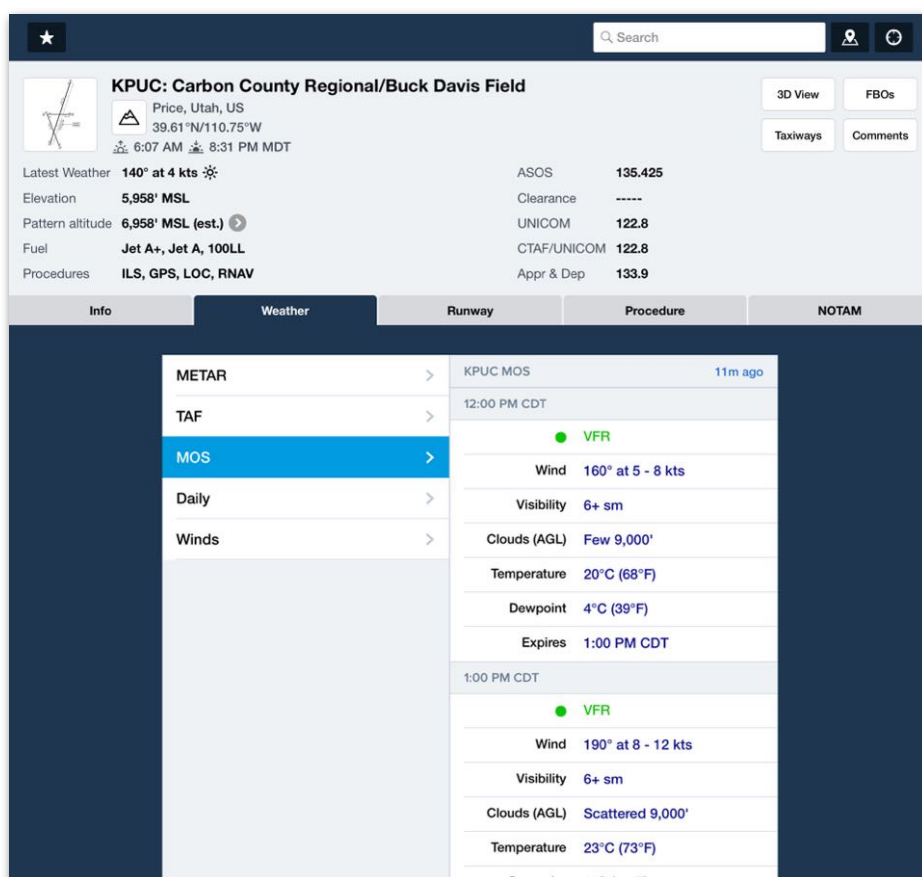 Search
KPUC: Carbon County Regional/Buck Davis Field
Price, Utah, US
39.61°N/110.75°W
6:07 AM 8:31 PM MDT
3D View FBOs
Taxiways Comments
Latest Weather 140° at 4 kts ASOS 135.425
Elevation 5,958' MSL Clearance -----
Pattern altitude 6,958' MSL (est.) UNICOM 122.8
Fuel Jet A+, Jet A, 100LL CTAF/UNICOM 122.8
Procedures ILS, GPS, LOC, RNAV Appr & Dep 133.9
Info Weather Runway Procedure NOTAM
METAR
TAF
MOS
Daily
Winds
KPUC MOS 11m ago
12:00 PM CDT
VFR
Wind 160° at 5 - 8 kts
Visibility 6+ sm
Clouds (AGL) Few 9,000'
Temperature 20°C (68°F)
Dewpoint 4°C (39°F)
Expires 1:00 PM CDT
1:00 PM CDT
VFR
Wind 190° at 8 - 12 kts
Visibility 6+ sm
Clouds (AGL) Scattered 9,000'
Temperature 23°C (73°F)